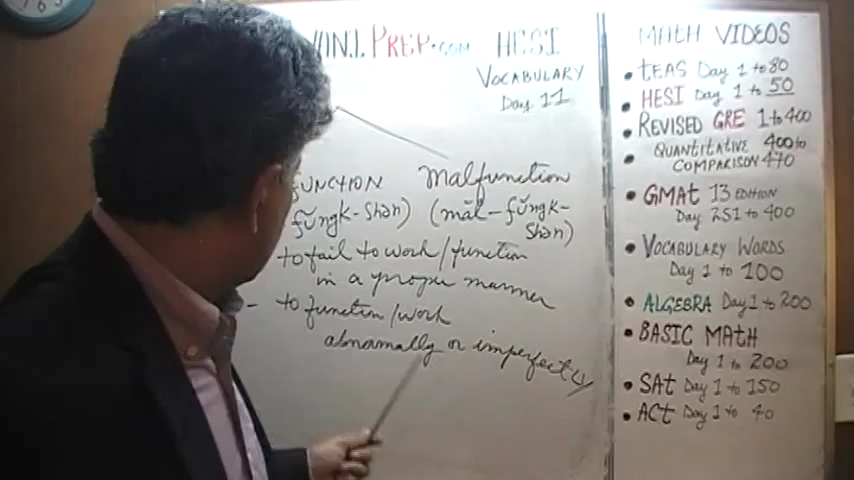 PREP.com HESI
VOCABULARY
Day 11
FUNCTION Malfunction
fŭngk-shən) (măl-fŭngk-
shən)
to fail to work/function
in a proper manner
- to function/work
abnormally or imperfectly
MATH VIDEOS
• TEAS Day 1 to 80
• HESI Day 1 to 50
• REVISED GRE 1 to 400
• QUANTITATIVE 400 to
COMPARISON 470
• GMAT 13 EDITION
Day 251 to 400
• VOCABULARY WORDS
Day 1 to 100
• ALGEBRA Day 1 to 200
• BASIC MATH
Day 1 to 200
• SAT Day 1 to 150
• ACT Day 1 to 40